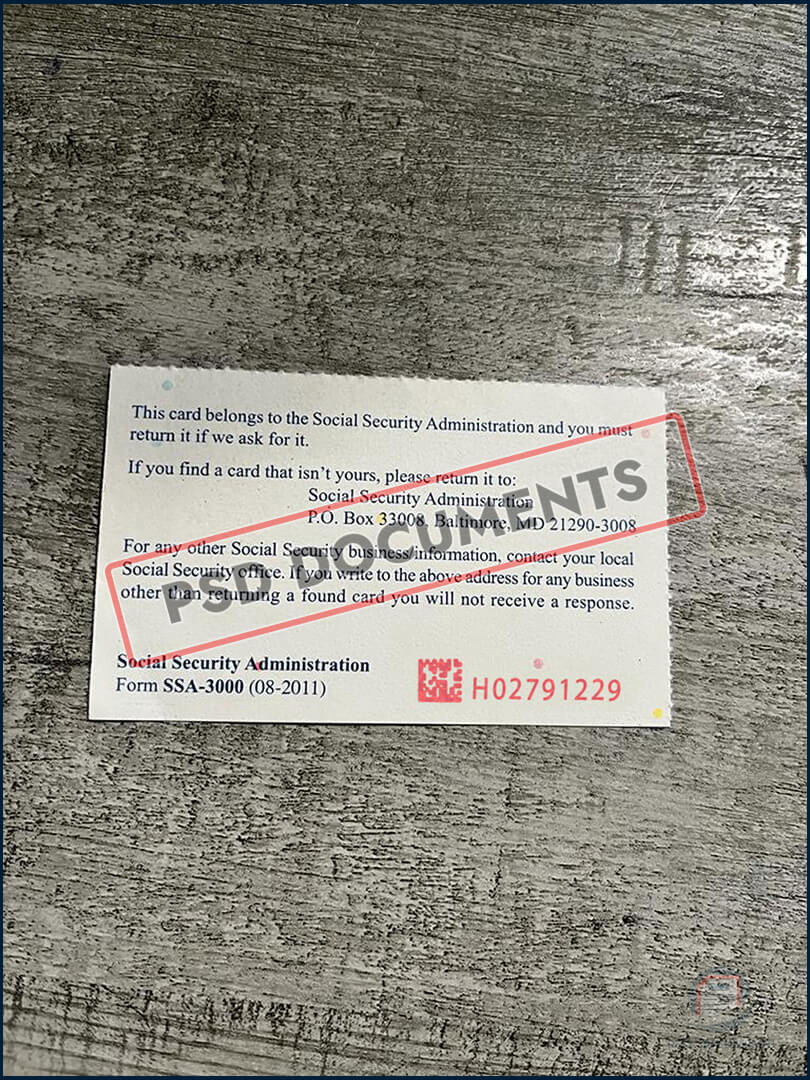 This card belongs to the Social Security Administration and you must
return it if we ask for it.
If you find a card that isn't yours, please return it to:
Social Security Administration
P.O. Box 33008, Baltimore, MD 21290-3008
For any other Social Security business/information, contact your local
Social Security office. If you write to the above address for any business
other than returning a found card you will not receive a response.
PSD DOCUMENTS
Social Security Administration
Form SSA-3000 (08-2011)
H02791229